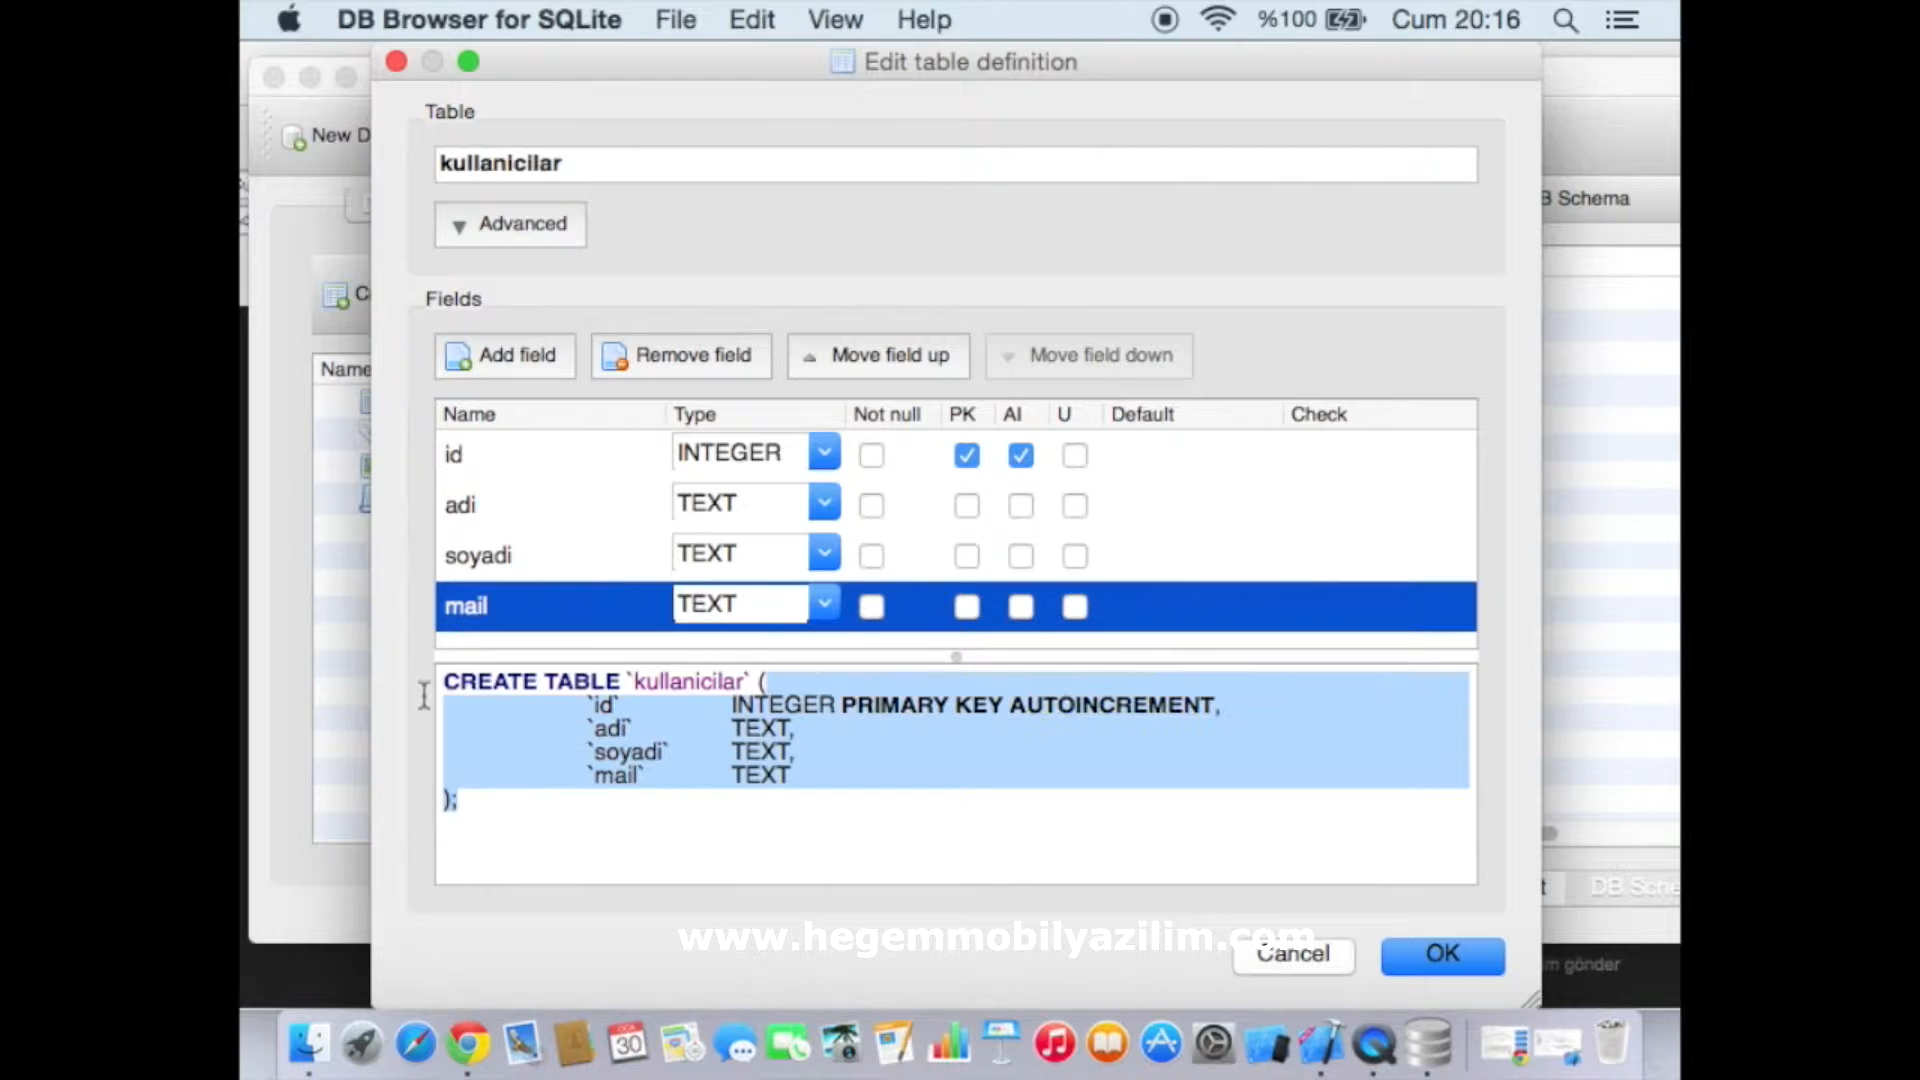 DB Browser for SQLite File Edit View Help %100 Cum 20:16
Edit table definition
New D
Table
kullanicilar
Advanced
B Schema
Fields
Add field Remove field Move field up Move field down
Name
Name Type Not null PK AI U Default Check
id INTEGER
adi TEXT
soyadi TEXT
mail TEXT
CREATE TABLE `kullanicilar` (
`id` INTEGER PRIMARY KEY AUTOINCREMENT,
`adi` TEXT,
`soyadi` TEXT,
`mail` TEXT
);
DB Sche
www.hegemmobilyazilim.com
Cancel OK
gönder
30